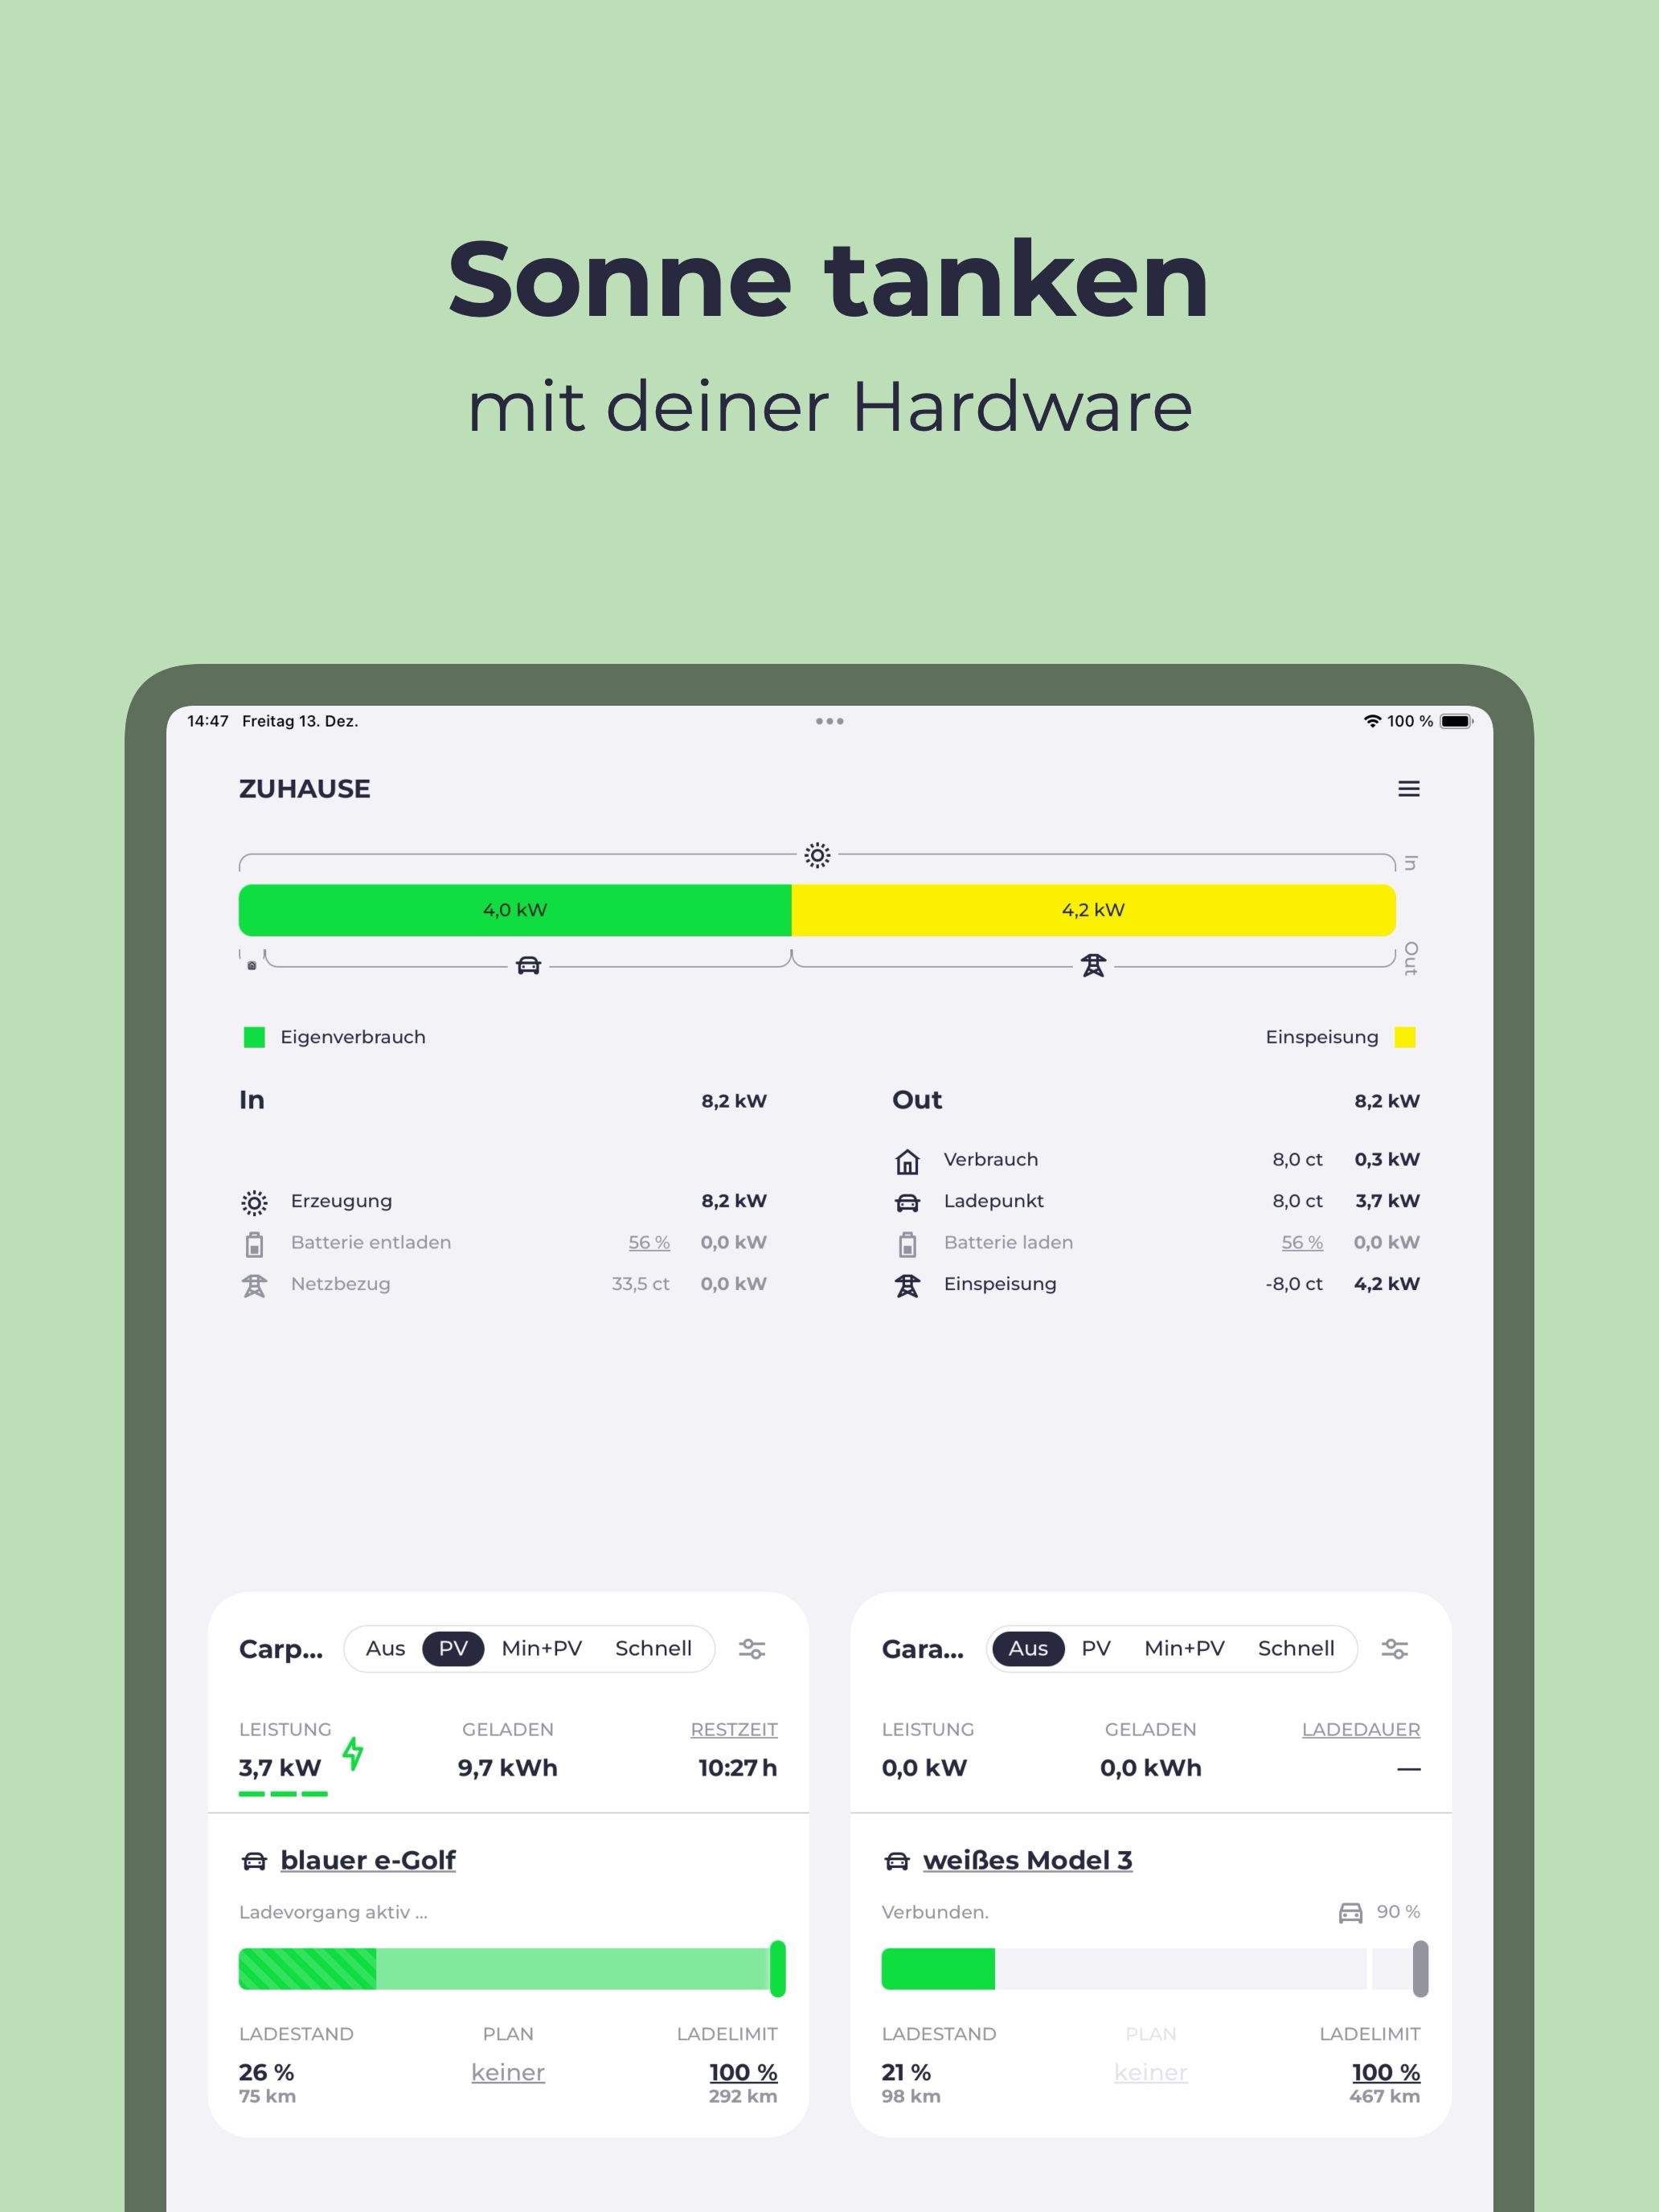 Sonne tanken
mit deiner Hardware
14:47 Freitag 13. Dez.
100 %
ZUHAUSE
In
4,0 kW 4,2 kW
Out
Eigenverbrauch Einspeisung
In 8,2 kW
Erzeugung 8,2 kW
Batterie entladen 56 % 0,0 kW
Netzbezug 33,5 ct 0,0 kW
Out 8,2 kW
Verbrauch 8,0 ct 0,3 kW
Ladepunkt 8,0 ct 3,7 kW
Batterie laden 56 % 0,0 kW
Einspeisung -8,0 ct 4,2 kW
Carp... Aus PV Min+PV Schnell
LEISTUNG GELADEN RESTZEIT
3,7 kW 9,7 kWh 10:27 h
blauer e-Golf
Ladevorgang aktiv ...
LADESTAND PLAN LADELIMIT
26 % keiner 100 %
75 km 292 km
Gara... Aus PV Min+PV Schnell
LEISTUNG GELADEN LADEDAUER
0,0 kW 0,0 kWh —
weißes Model 3
Verbunden. 90 %
LADESTAND PLAN LADELIMIT
21 % keiner 100 %
98 km 467 km